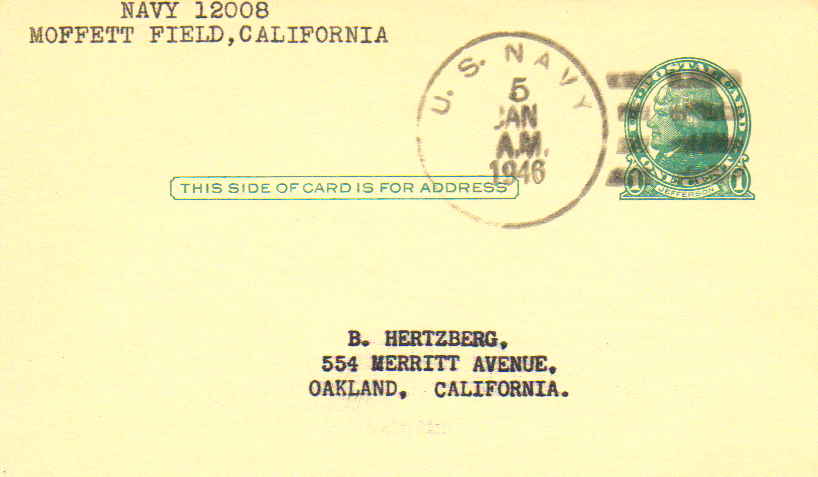 NAVY 12008
MOFFETT FIELD,CALIFORNIA
U.S. NAVY
5
JAN
A.M.
1946
1 JEFFERSON 1
THIS SIDE OF CARD IS FOR ADDRESS
B. HERTZBERG,
554 MERRITT AVENUE,
OAKLAND, CALIFORNIA.